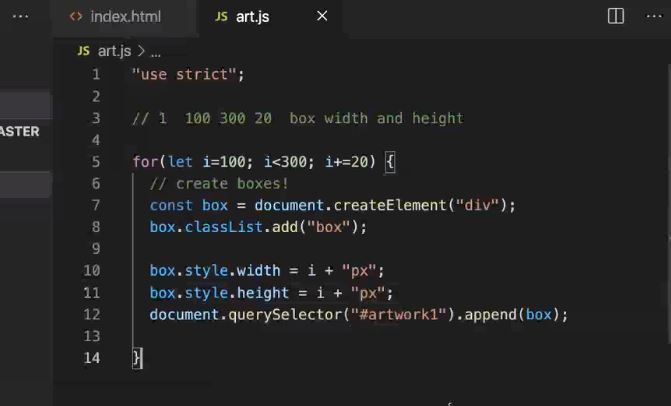 ... index.html JS art.js × ...
JS art.js > ...
ASTER
1 "use strict";
2
3 // 1  100 300 20  box width and height
4
5 for(let i=100; i<300; i+=20) {
6   // create boxes!
7   const box = document.createElement("div");
8   box.classList.add("box");
9
10   box.style.width = i + "px";
11   box.style.height = i + "px";
12   document.querySelector("#artwork1").append(box);
13
14 }